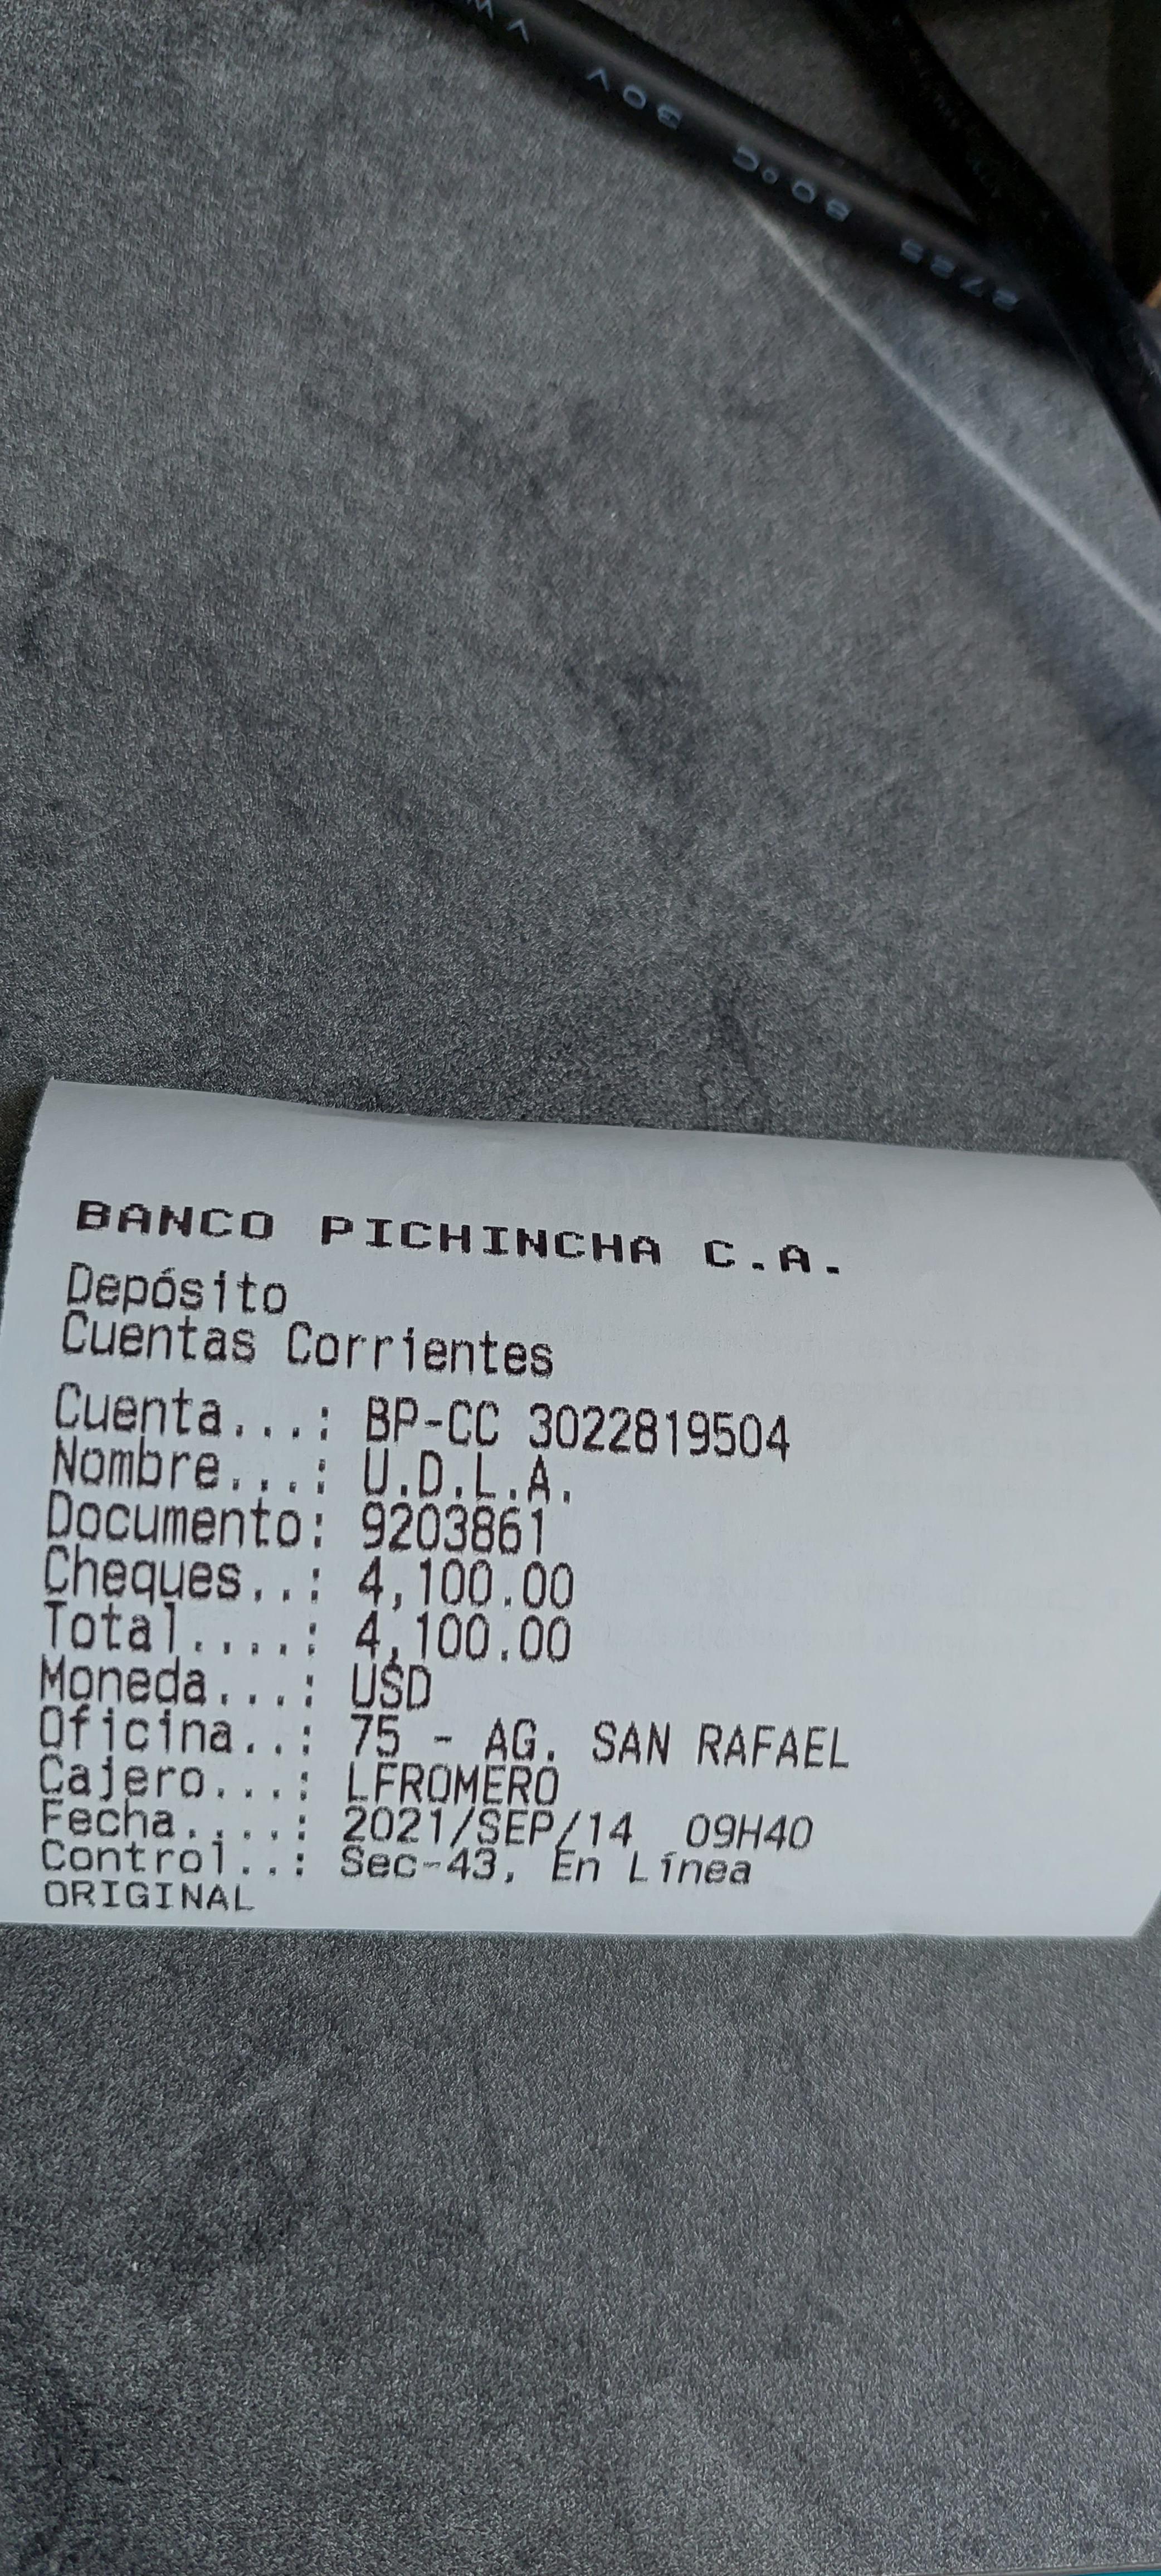 80°C 30V
BANCO PICHINCHA C.A.
Depósito
Cuentas Corrientes
Cuenta...: BP-CC 3022819504
Nombre...: U.D.L.A.
Documento: 9203861
Cheques..: 4,100.00
Total....: 4,100.00
Moneda...: USD
Oficina..: 75 - AG. SAN RAFAEL
Cajero...: LFROMERO
Fecha....: 2021/SEP/14 09H40
Control..: Sec-43, En Línea
ORIGINAL